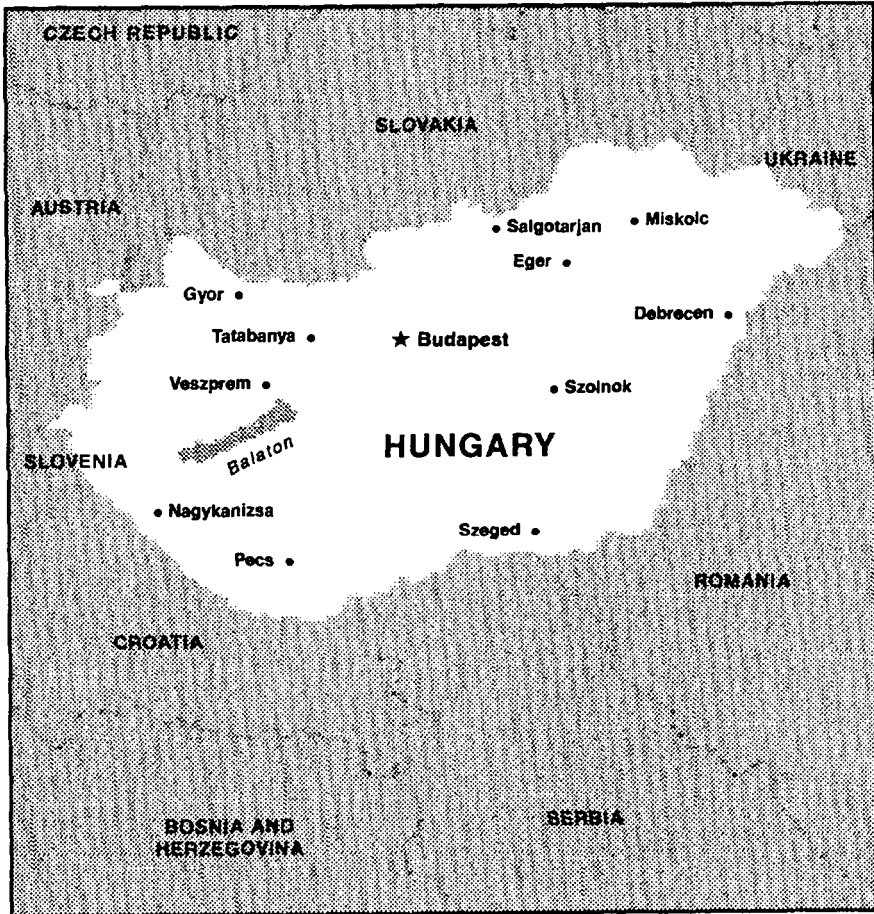 CZECH REPUBLIC
SLOVAKIA
UKRAINE
AUSTRIA
Salgotarjan
Miskolc
Eger
Gyor
Debrecen
Tatabanya
Budapest
Veszprem
Szolnok
Balaton
HUNGARY
SLOVENIA
Nagykanizsa
Szeged
Pecs
ROMANIA
CROATIA
SERBIA
BOSNIA AND
HERZEGOVINA